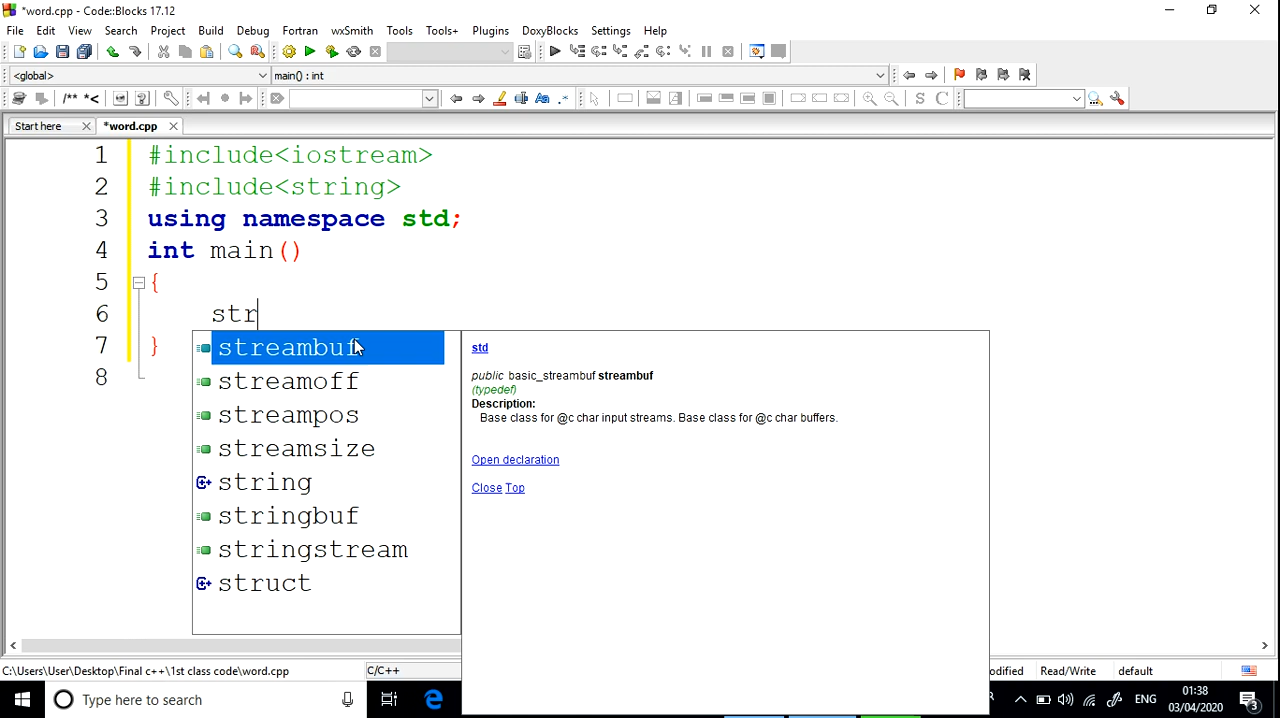 *word.cpp - Code::Blocks 17.12
File Edit View Search Project Build Debug Fortran wxSmith Tools Tools+ Plugins DoxyBlocks Settings Help
<global> main() : int
/** *<
S C
Start here *word.cpp
1 #include<iostream>
2 #include<string>
3 using namespace std;
4 int main()
5 {
6 str
7 }
8
streambuf
streamoff
streampos
streamsize
string
stringbuf
stringstream
struct
std
public basic_streambuf streambuf
(typedef)
Description:
Base class for @c char input streams. Base class for @c char buffers.
Open declaration
Close Top
C:\Users\User\Desktop\Final c++\1st class code\word.cpp C/C++ odified Read/Write default
Type here to search
ENG
01:38
03/04/2020
3